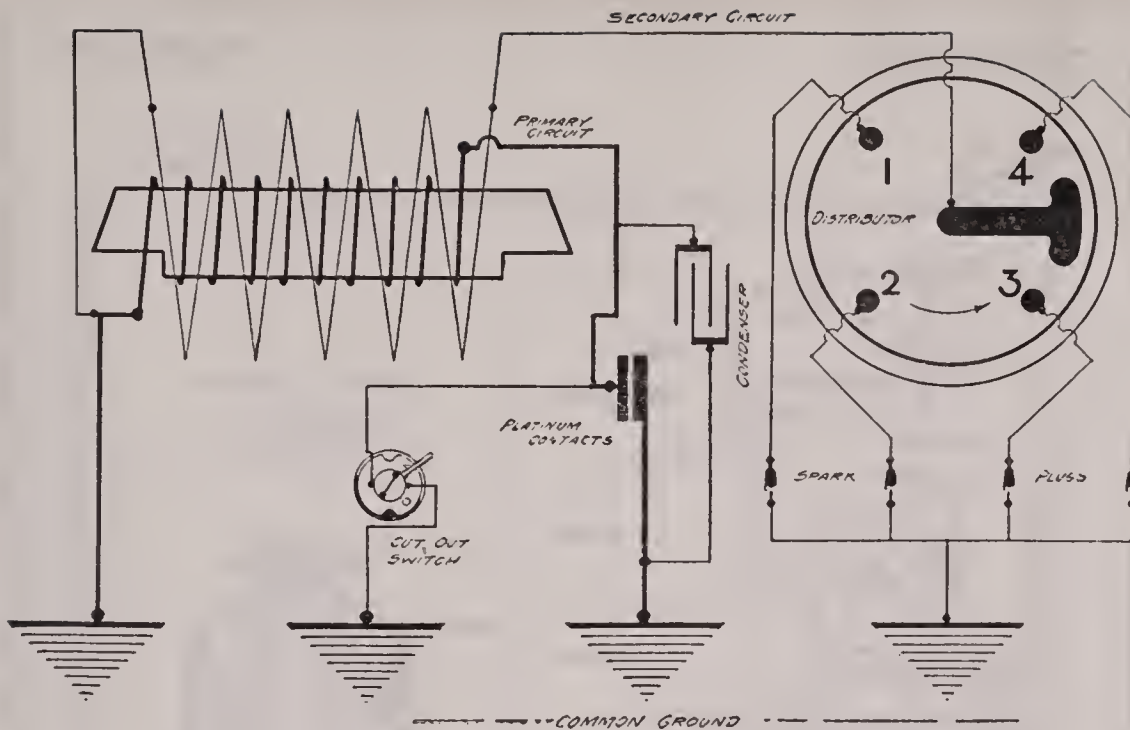 SECONDARY CIRCUIT
PRIMARY
CIRCUIT
1
4
DISTRIBUTOR
2
3
CONDENSER
PLATINUM
CONTACTS
SPARK
PLUGS
CUT OUT
SWITCH
COMMON GROUND